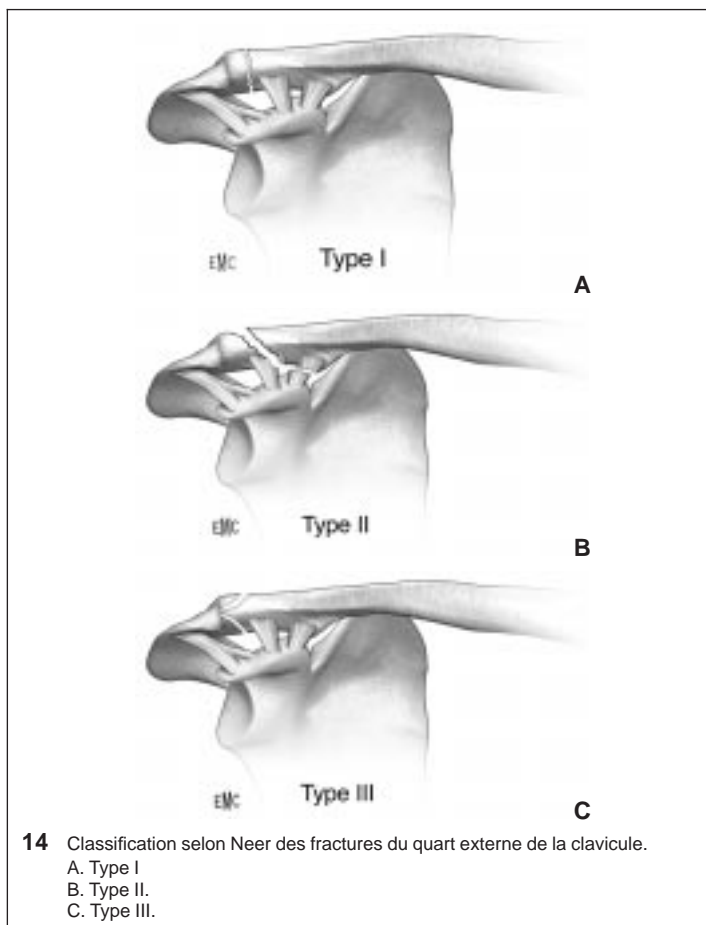 EMC Type I
A
EMC Type II
B
EMC Type III
C
14 Classification selon Neer des fractures du quart externe de la clavicule.
A. Type I
B. Type II.
C. Type III.